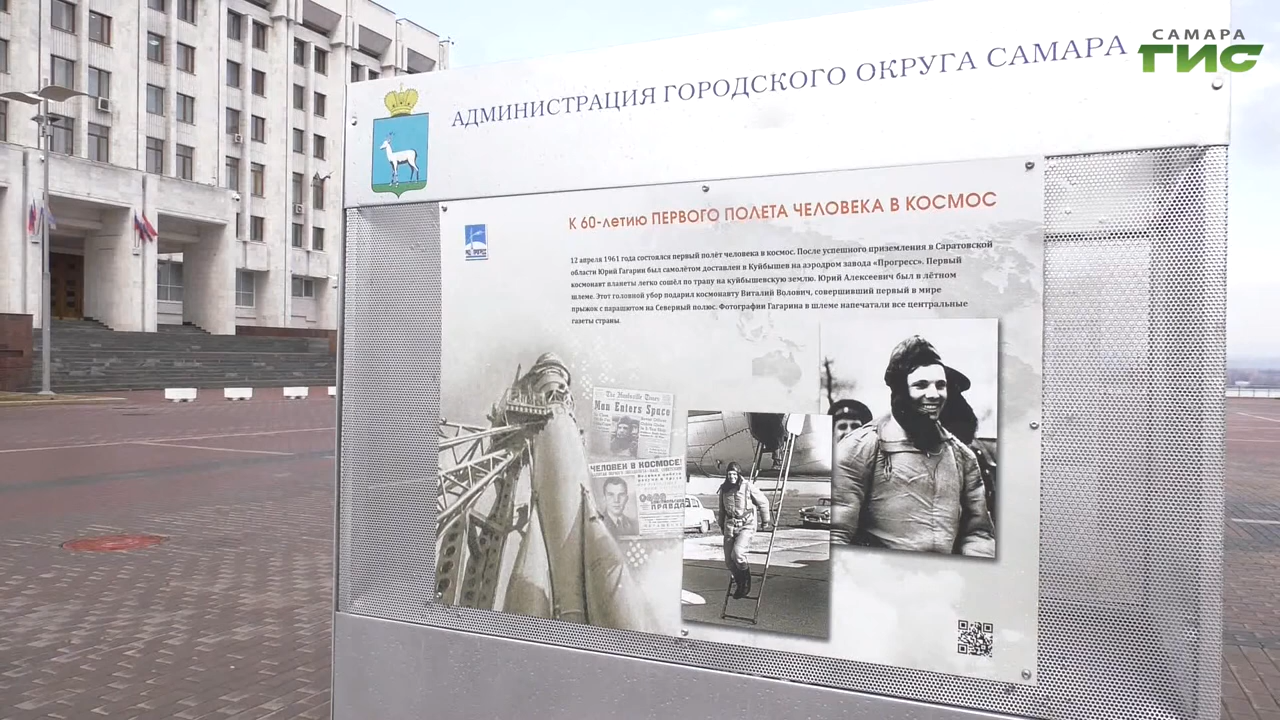 САМАРА
ГИС
АДМИНИСТРАЦИЯ ГОРОДСКОГО ОКРУГА САМАРА
К 60-летию ПЕРВОГО ПОЛЕТА ЧЕЛОВЕКА В КОСМОС
12 апреля 1961 года состоялся первый полёт человека в космос. После успешного приземления в Саратовской
области Юрий Гагарин был самолётом доставлен в Куйбышев на аэродром завода «Прогресс». Первый
космонавт планеты легко сошёл по трапу на куйбышевскую землю. Юрий Алексеевич был в лётном
шлеме. Этот головной убор подарил космонавту Виталий Волович, совершивший первый в мире
прыжок с парашютом на Северный полюс. Фотографии Гагарина в шлеме напечатали все центральные
газеты страны.
The Huntsville Times
Man Enters Space
ЧЕЛОВЕК В КОСМОСЕ!
ПРАВДА